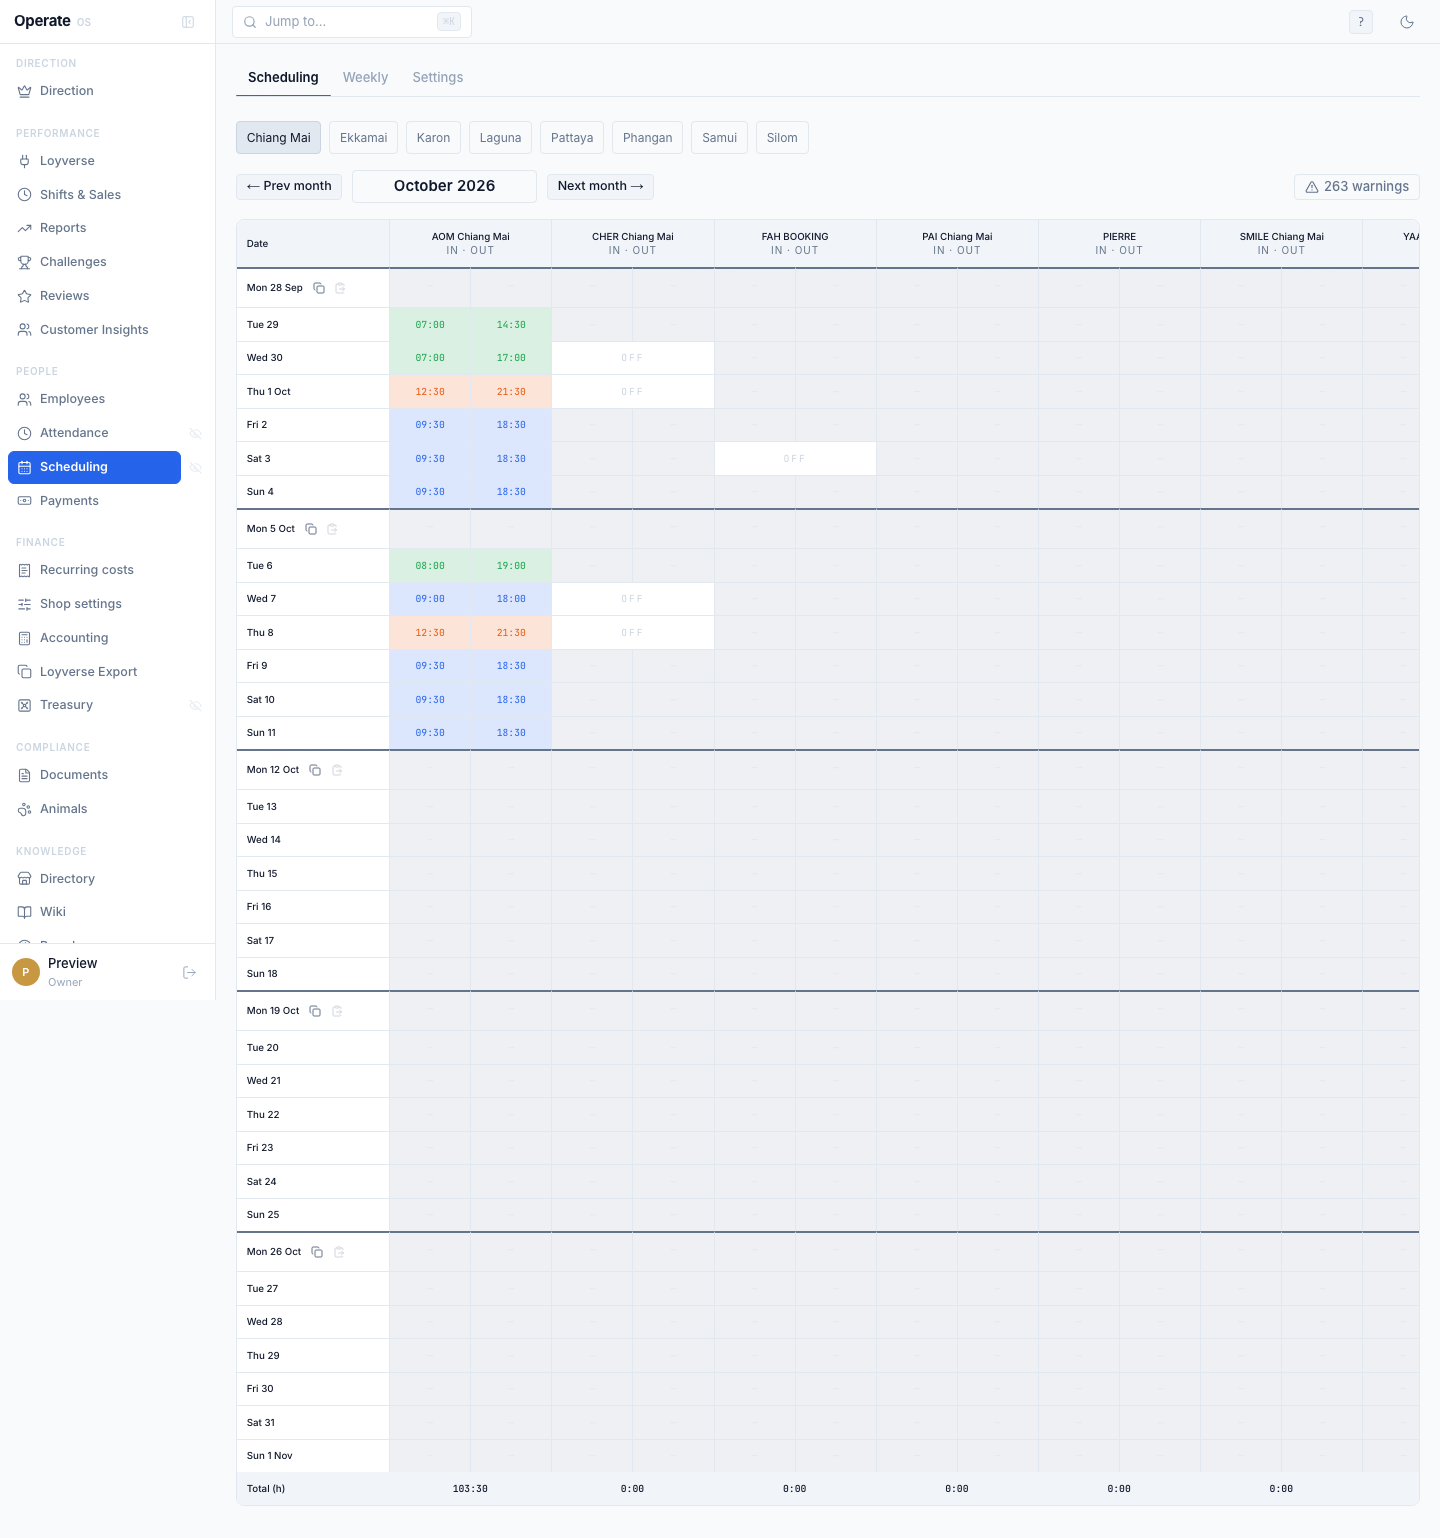 Operate OS
Jump to... ⌘K
?
DIRECTION
Direction
PERFORMANCE
Loyverse
Shifts & Sales
Reports
Challenges
Reviews
Customer Insights
PEOPLE
Employees
Attendance
Scheduling
Payments
FINANCE
Recurring costs
Shop settings
Accounting
Loyverse Export
Treasury
COMPLIANCE
Documents
Animals
KNOWLEDGE
Directory
Wiki
P
Preview
Owner
Scheduling Weekly Settings
Chiang Mai Ekkamai Karon Laguna Pattaya Phangan Samui Silom
← Prev month October 2026 Next month → 263 warnings
Date AOM Chiang Mai CHER Chiang Mai FAH BOOKING PAI Chiang Mai PIERRE SMILE Chiang Mai
IN · OUT IN · OUT IN · OUT IN · OUT IN · OUT IN · OUT
Mon 28 Sep
Tue 29 07:00 14:30
Wed 30 07:00 17:00 OFF
Thu 1 Oct 12:30 21:30 OFF
Fri 2 09:30 18:30
Sat 3 09:30 18:30 OFF
Sun 4 09:30 18:30
Mon 5 Oct
Tue 6 08:00 19:00
Wed 7 09:00 18:00 OFF
Thu 8 12:30 21:30 OFF
Fri 9 09:30 18:30
Sat 10 09:30 18:30
Sun 11 09:30 18:30
Mon 12 Oct
Tue 13
Wed 14
Thu 15
Fri 16
Sat 17
Sun 18
Mon 19 Oct
Tue 20
Wed 21
Thu 22
Fri 23
Sat 24
Sun 25
Mon 26 Oct
Tue 27
Wed 28
Thu 29
Fri 30
Sat 31
Sun 1 Nov
Total (h) 103:30 0:00 0:00 0:00 0:00 0:00